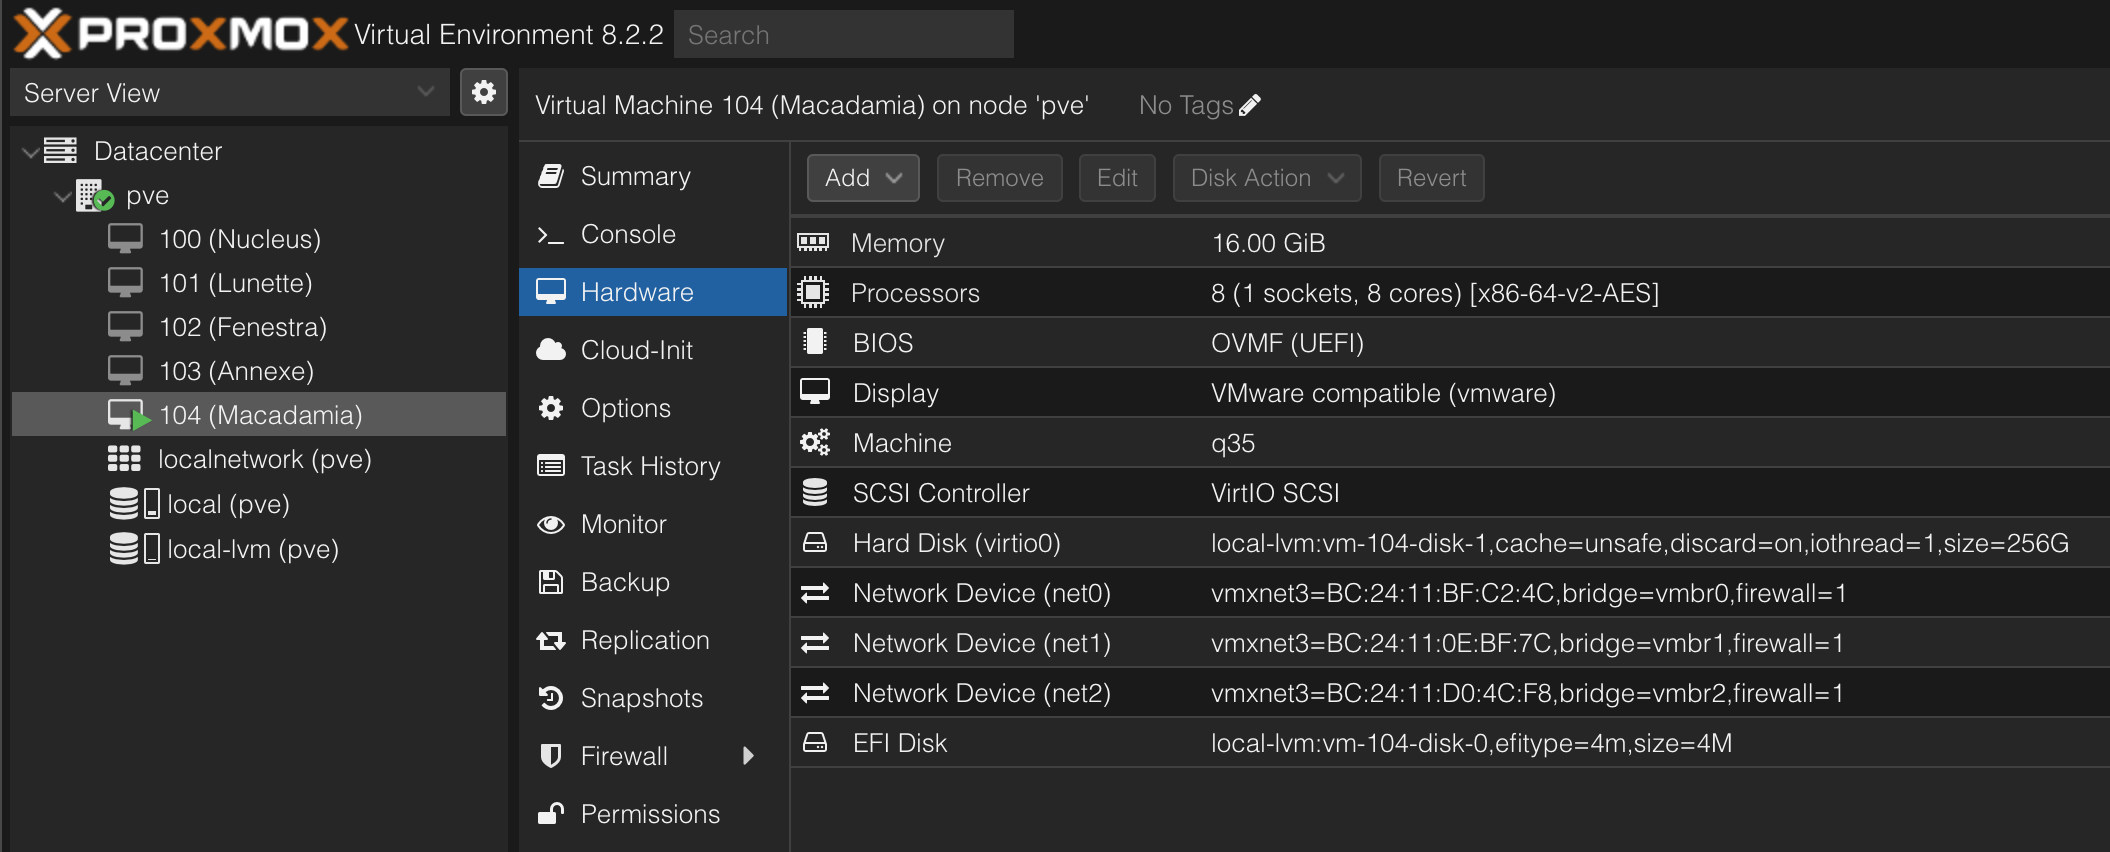 PROXMOX Virtual Environment 8.2.2 Search
Server View
Datacenter
pve
100 (Nucleus)
101 (Lunette)
102 (Fenestra)
103 (Annexe)
104 (Macadamia)
localnetwork (pve)
local (pve)
local-lvm (pve)
Virtual Machine 104 (Macadamia) on node 'pve' No Tags
Summary
Console
Hardware
Cloud-Init
Options
Task History
Monitor
Backup
Replication
Snapshots
Firewall
Permissions
Add Remove Edit Disk Action Revert
Memory 16.00 GiB
Processors 8 (1 sockets, 8 cores) [x86-64-v2-AES]
BIOS OVMF (UEFI)
Display VMware compatible (vmware)
Machine q35
SCSI Controller VirtIO SCSI
Hard Disk (virtio0) local-lvm:vm-104-disk-1,cache=unsafe,discard=on,iothread=1,size=256G
Network Device (net0) vmxnet3=BC:24:11:BF:C2:4C,bridge=vmbr0,firewall=1
Network Device (net1) vmxnet3=BC:24:11:0E:BF:7C,bridge=vmbr1,firewall=1
Network Device (net2) vmxnet3=BC:24:11:D0:4C:F8,bridge=vmbr2,firewall=1
EFI Disk local-lvm:vm-104-disk-0,efitype=4m,size=4M